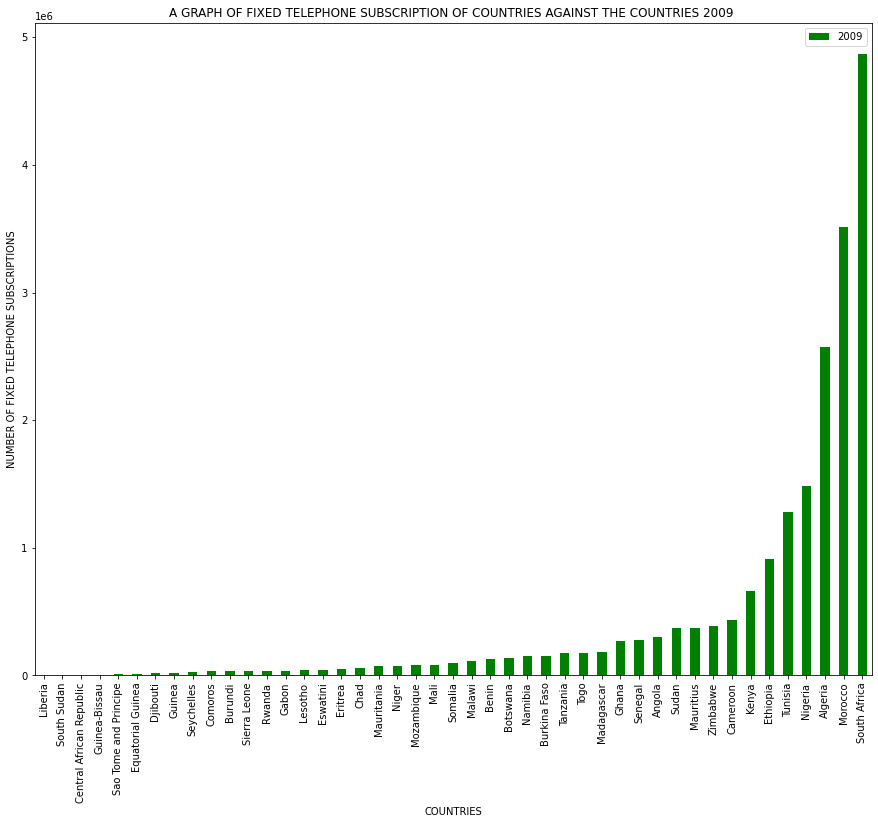 A GRAPH OF FIXED TELEPHONE SUBSCRIPTION OF COUNTRIES AGAINST THE COUNTRIES 2009
1e6
2009
5
4
3
2
1
0
NUMBER OF FIXED TELEPHONE SUBSCRIPTIONS
Liberia
South Sudan
Central African Republic
Guinea-Bissau
Sao Tome and Principe
Equatorial Guinea
Djibouti
Guinea
Seychelles
Comoros
Burundi
Sierra Leone
Rwanda
Gabon
Lesotho
Eswatini
Eritrea
Chad
Mauritania
Niger
Mozambique
Mali
Somalia
Malawi
Benin
Botswana
Namibia
Burkina Faso
Tanzania
Togo
Madagascar
Ghana
Senegal
Angola
Sudan
Mauritius
Zimbabwe
Cameroon
Kenya
Ethiopia
Tunisia
Nigeria
Algeria
Morocco
South Africa
COUNTRIES